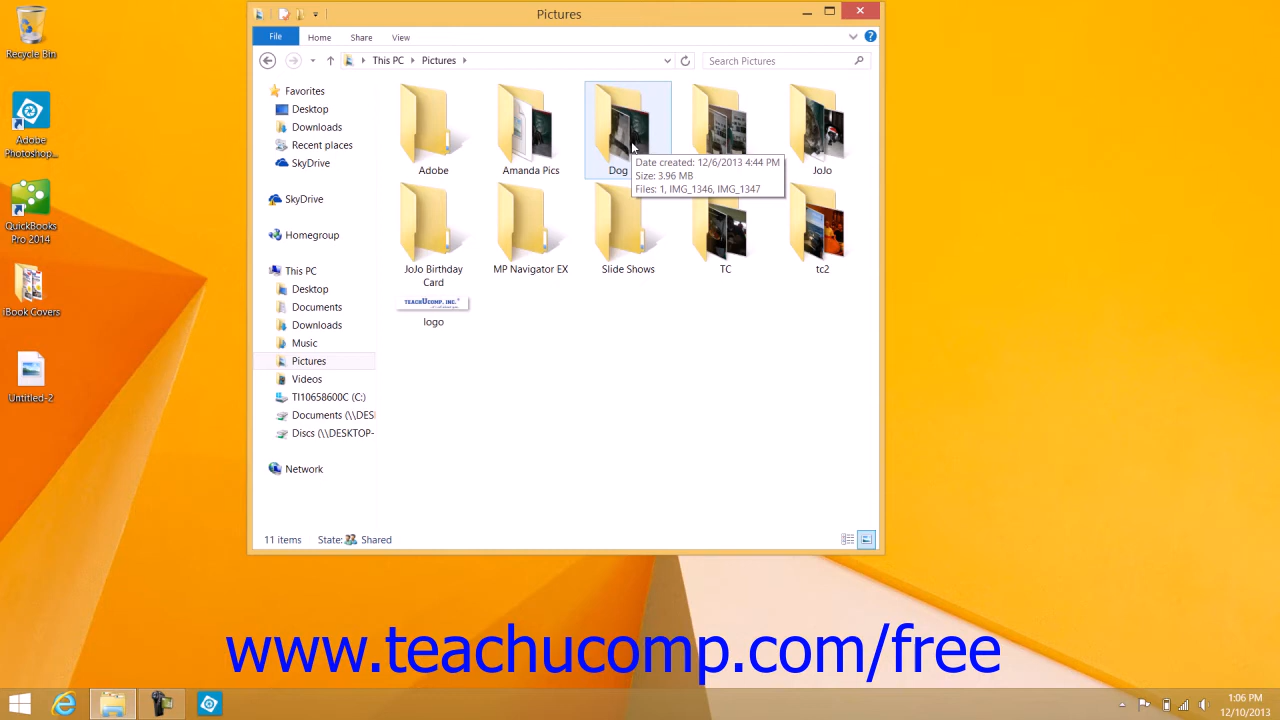 Pictures
File
Home
Share
View
This PC
Pictures
Search Pictures
Recycle Bin
Adobe
Photoshop...
QuickBooks
Pro 2014
iBook Covers
Untitled-2
Favorites
Desktop
Downloads
Recent places
SkyDrive
SkyDrive
Homegroup
This PC
Desktop
Documents
Downloads
Music
Pictures
Videos
TI10658600C (C:)
Documents (\\DES
Discs (\\DESKTOP-
Network
Adobe
Amanda Pics
Dog
JoJo
Date created: 12/6/2013 4:44 PM
Size: 3.96 MB
Files: 1, IMG_1346, IMG_1347
JoJo Birthday
Card
MP Navigator EX
Slide Shows
TC
tc2
TEACHUCOMP, INC.
logo
11 items
State:
Shared
www.teachucomp.com/free
1:06 PM
12/10/2013